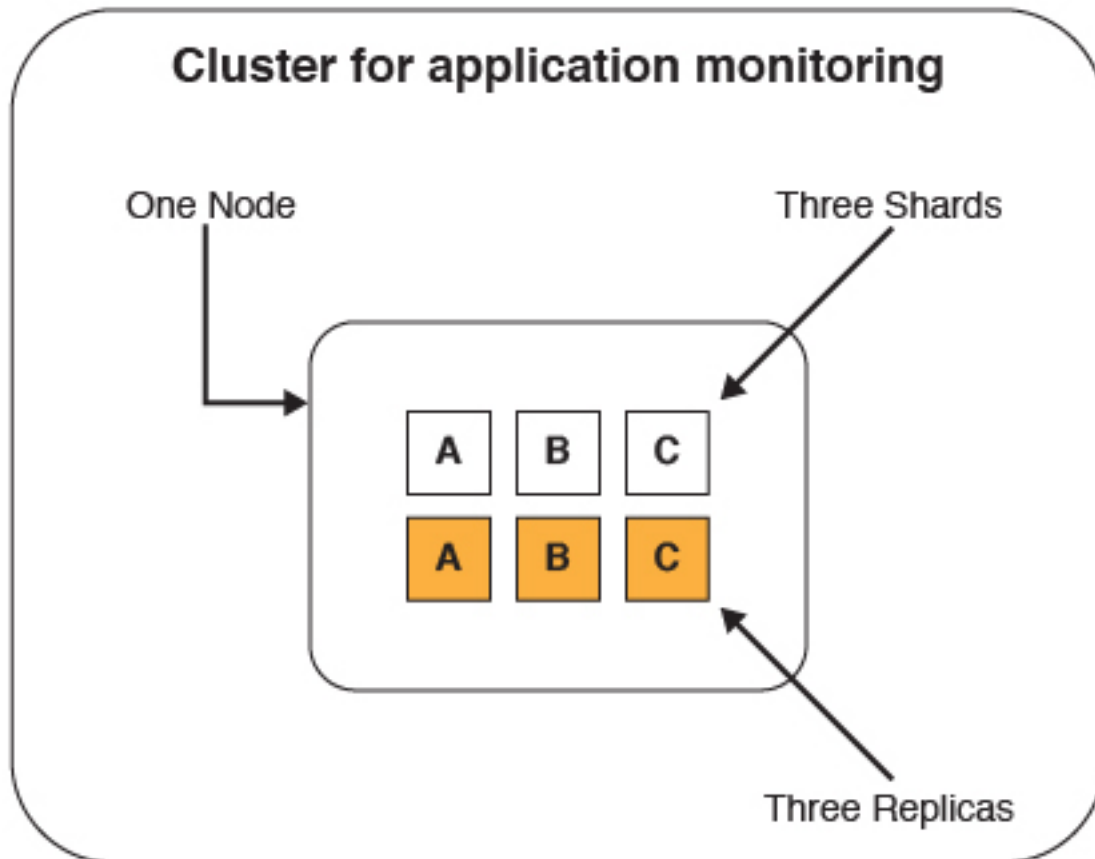 Cluster for application monitoring
One Node
Three Shards
A B C
A B C
Three Replicas